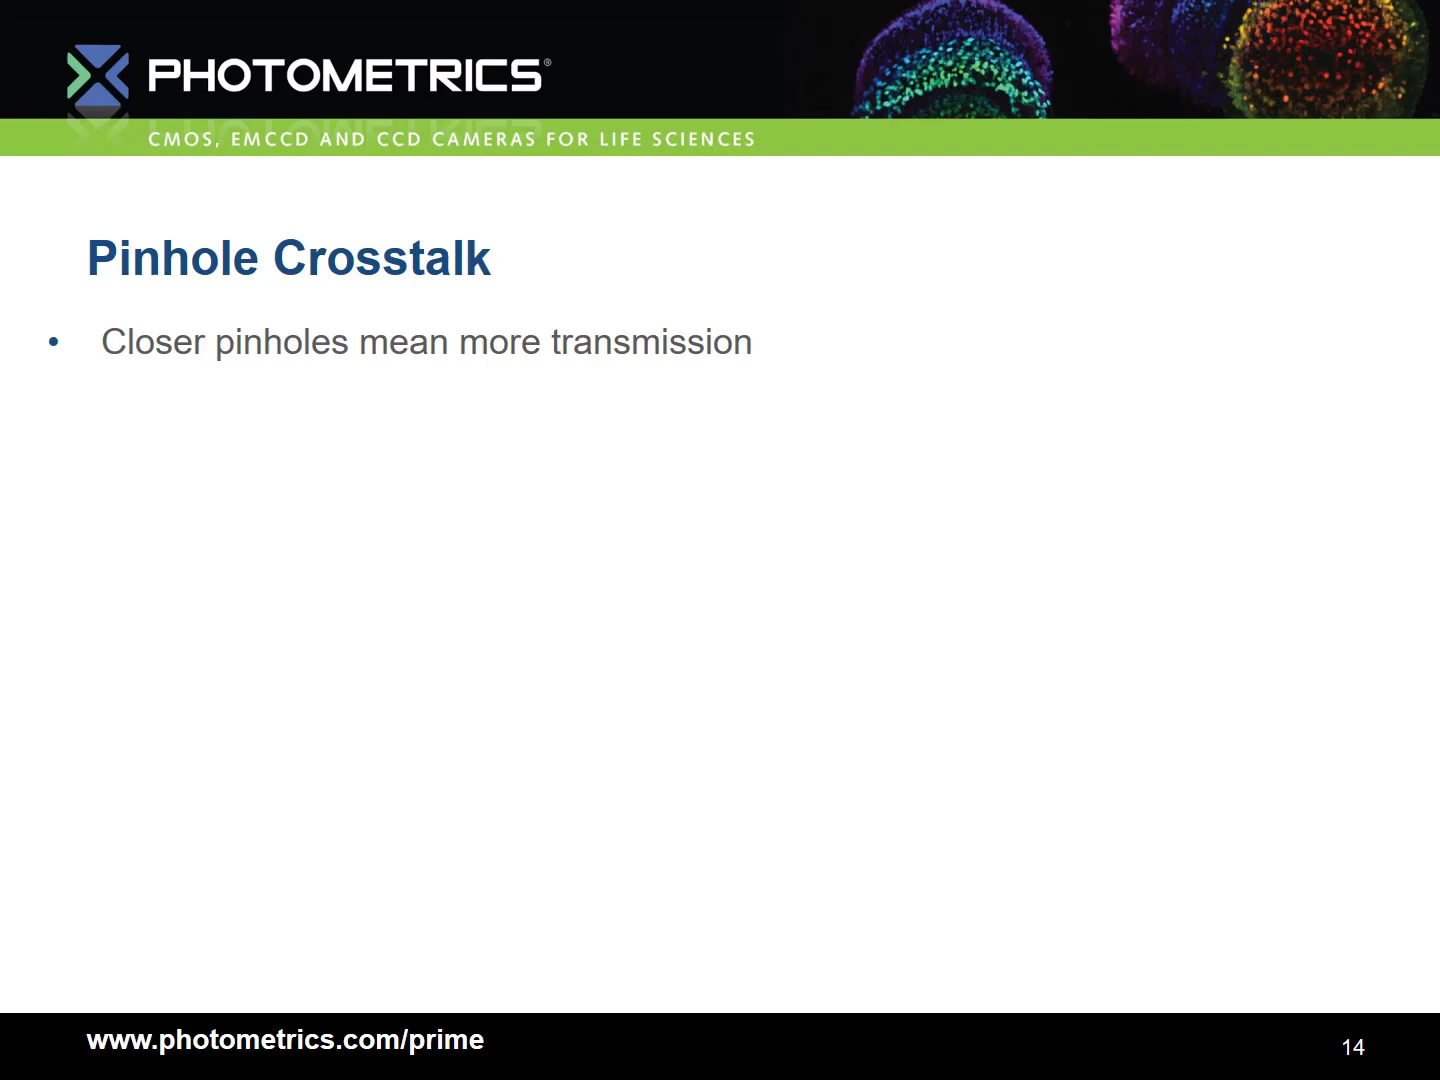 PHOTOMETRICS®
CMOS, EMCCD AND CCD CAMERAS FOR LIFE SCIENCES
Pinhole Crosstalk
• Closer pinholes mean more transmission
www.photometrics.com/prime
14